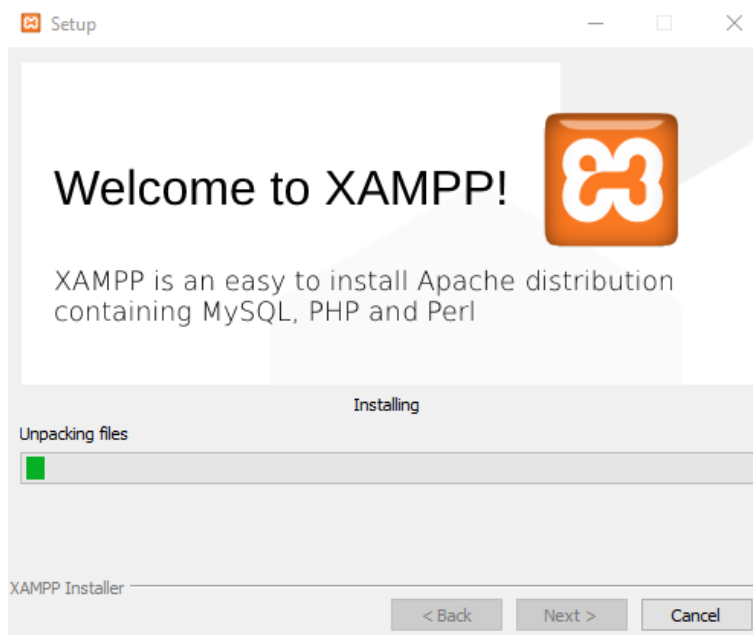 Setup
Welcome to XAMPP!
XAMPP is an easy to install Apache distribution
containing MySQL, PHP and Perl
Installing
Unpacking files
XAMPP Installer
< Back
Next >
Cancel